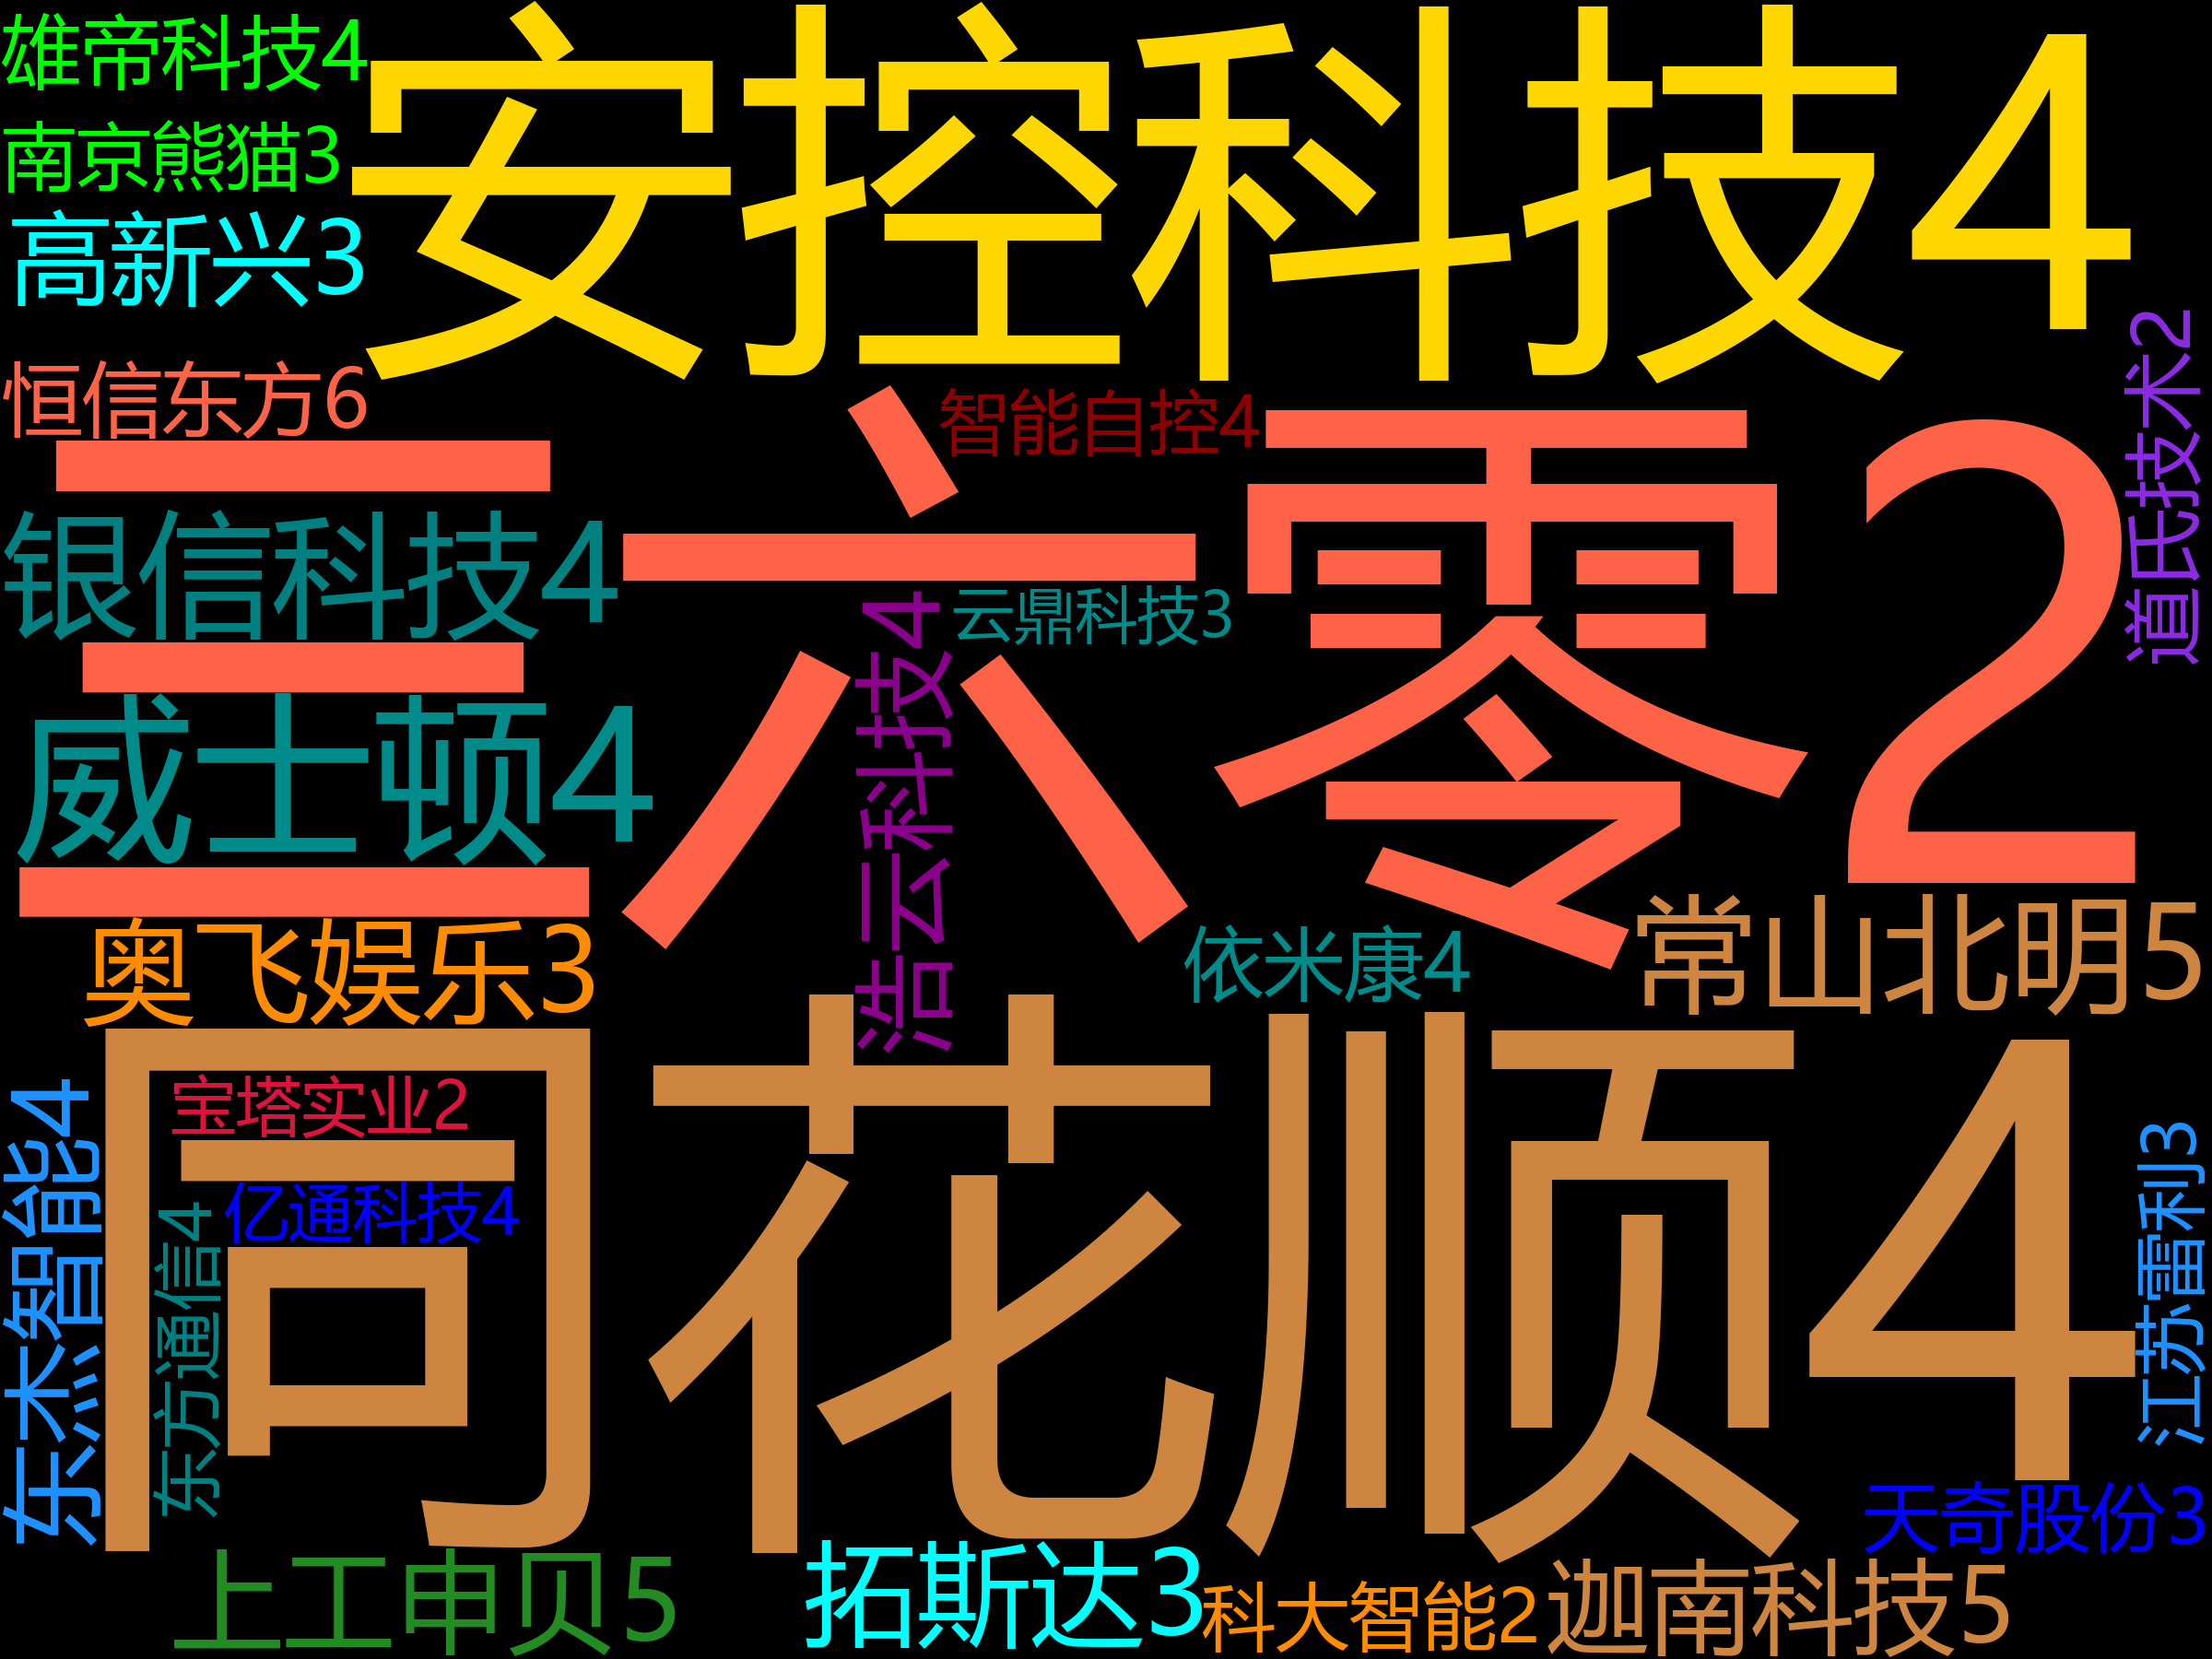 雄帝科技4
安控科技4
南京熊猫3
高新兴3
道氏技术2
恒信东方6
智能自控4
三六零2
银信科技4
云鼎科技3
浩云科技4
威士顿4
奥飞娱乐3
依米康4
常山北明5
同花顺4
东杰智能4
宝塔实业2
亿通科技4
东方通信4
江苏雷利3
天奇股份3
上工申贝5
拓斯达3
科大智能2
迦南科技5